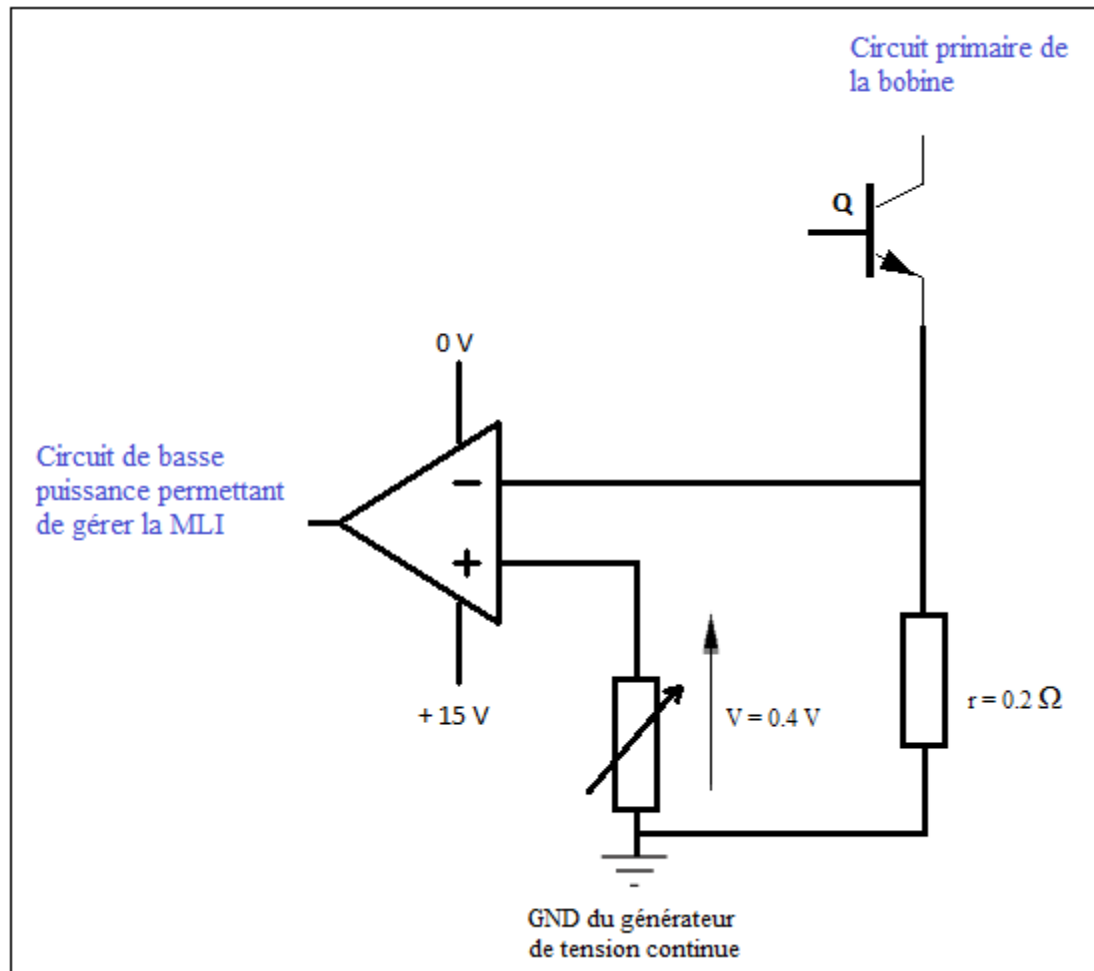 Circuit primaire de
la bobine
Q
0 V
Circuit de basse
puissance permettant
de gérer la MLI
−
+
+ 15 V
V = 0.4 V
r = 0.2 Ω
GND du générateur
de tension continue